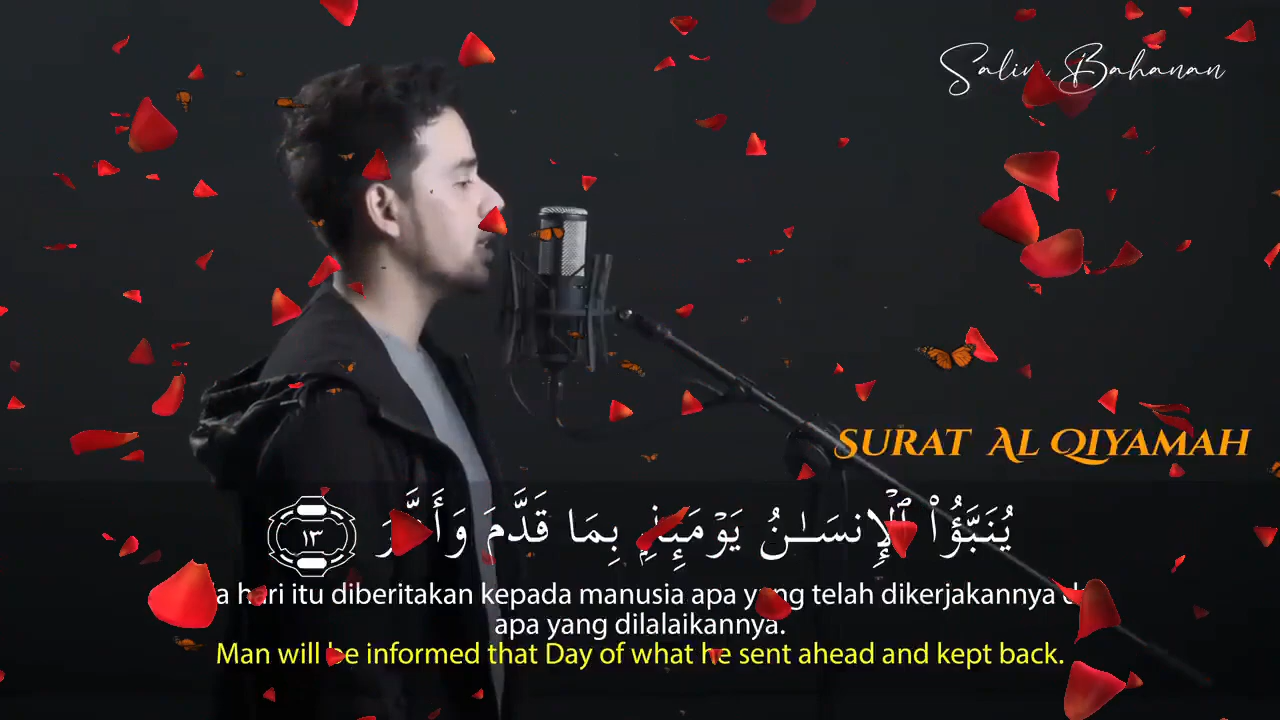 Salim Bahanan
SURAT AL QIYAMAH
يُنَبَّؤُا۟ ٱلْإِنسَـٰنُ يَوْمَئِذٍۭ بِمَا قَدَّمَ وَأَخَّرَ ١٣
hari itu diberitakan kepada manusia apa yang telah dikerjakannya
apa yang dilalaikannya.
Man will be informed that Day of what he sent ahead and kept back.